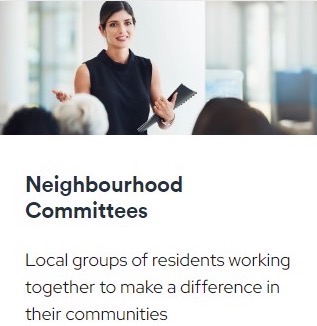 Neighbourhood
Committees
Local groups of residents working
together to make a difference in
their communities